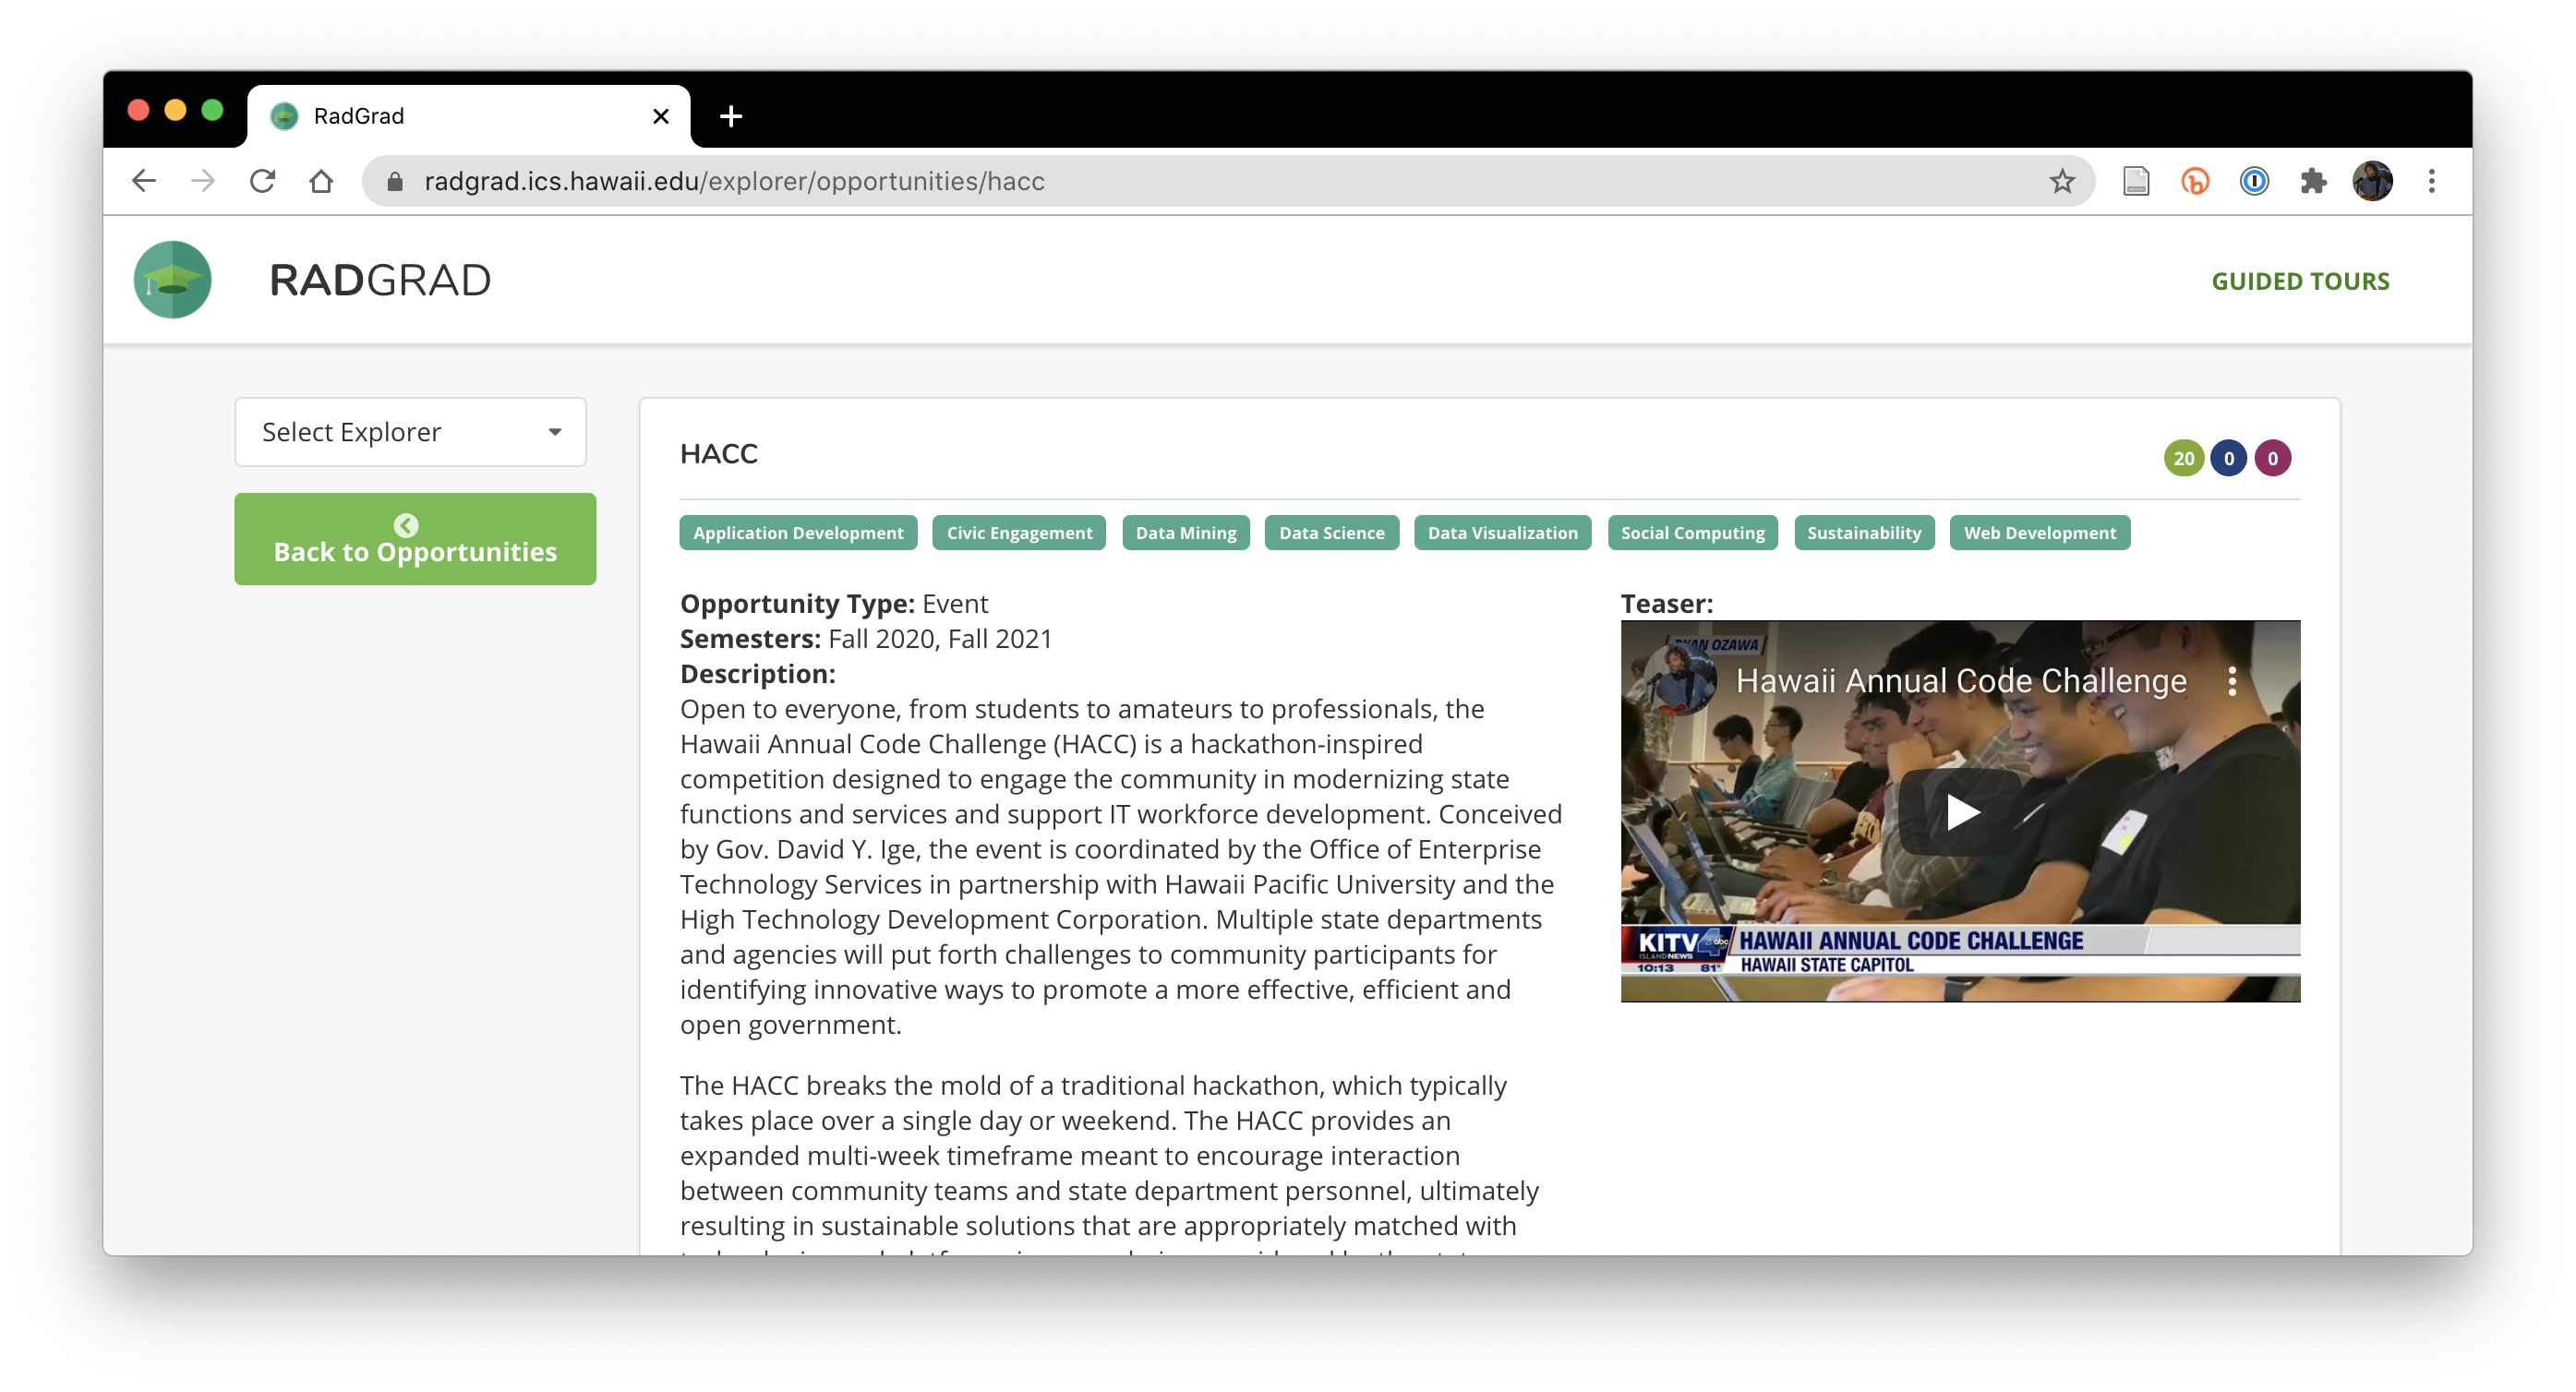 RadGrad
radgrad.ics.hawaii.edu/explorer/opportunities/hacc
RADGRAD
GUIDED TOURS
Select Explorer
Back to Opportunities
HACC
20 0 0
Application Development Civic Engagement Data Mining Data Science Data Visualization Social Computing Sustainability Web Development
Opportunity Type: Event
Semesters: Fall 2020, Fall 2021
Description:
Open to everyone, from students to amateurs to professionals, the
Hawaii Annual Code Challenge (HACC) is a hackathon-inspired
competition designed to engage the community in modernizing state
functions and services and support IT workforce development. Conceived
by Gov. David Y. Ige, the event is coordinated by the Office of Enterprise
Technology Services in partnership with Hawaii Pacific University and the
High Technology Development Corporation. Multiple state departments
and agencies will put forth challenges to community participants for
identifying innovative ways to promote a more effective, efficient and
open government.
The HACC breaks the mold of a traditional hackathon, which typically
takes place over a single day or weekend. The HACC provides an
expanded multi-week timeframe meant to encourage interaction
between community teams and state department personnel, ultimately
resulting in sustainable solutions that are appropriately matched with
Teaser:
OZAWA
Hawaii Annual Code Challenge
KITV4 abc
ISLAND NEWS
HAWAII ANNUAL CODE CHALLENGE
10:13 81°
HAWAII STATE CAPITOL